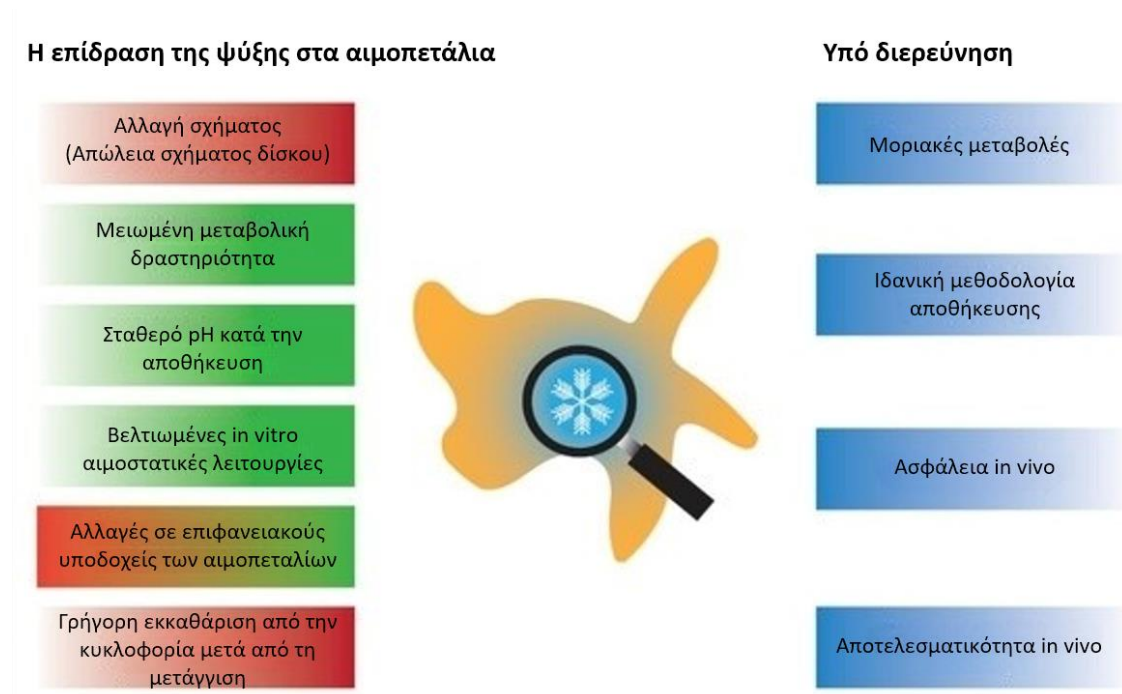 Η επίδραση της ψύξης στα αιμοπετάλια
Αλλαγή σχήματος
(Απώλεια σχήματος δίσκου)
Μειωμένη μεταβολική
δραστηριότητα
Σταθερό pH κατά την
αποθήκευση
Βελτιωμένες in vitro
αιμοστατικές λειτουργίες
Αλλαγές σε επιφανειακούς
υποδοχείς των αιμοπεταλίων
Γρήγορη εκκαθάριση από την
κυκλοφορία μετά από τη
μετάγγιση
Υπό διερεύνηση
Μοριακές μεταβολές
Ιδανική μεθοδολογία
αποθήκευσης
Ασφάλεια in vivo
Αποτελεσματικότητα in vivo